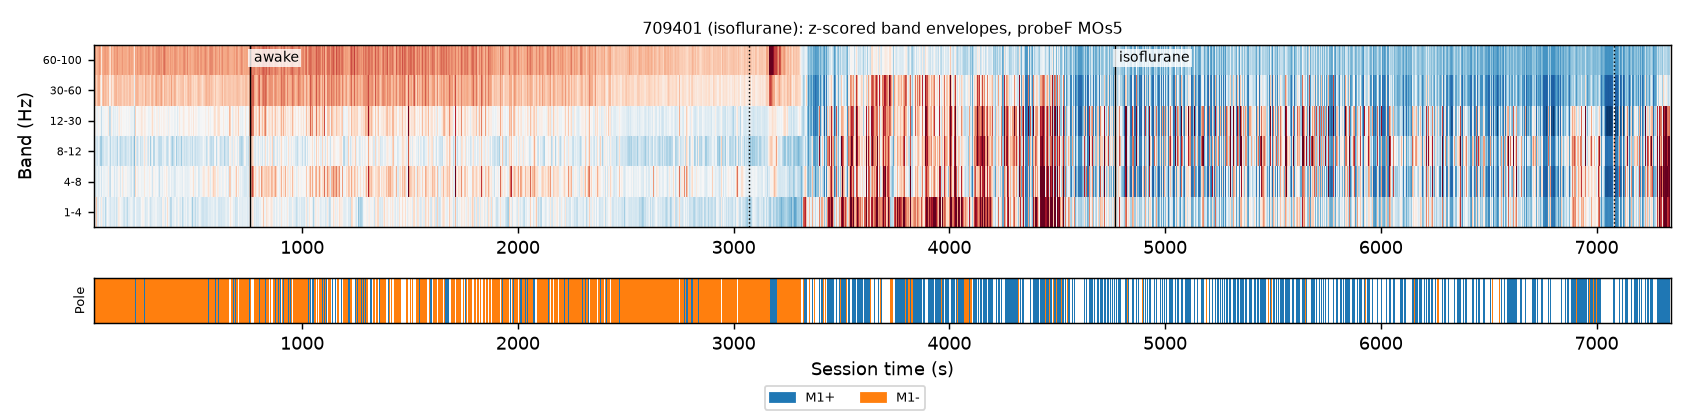 709401 (isoflurane): z-scored band envelopes, probeF MOs5
awake
isoflurane
Band (Hz)
60-100
30-60
12-30
8-12
4-8
1-4
1000 2000 3000 4000 5000 6000 7000
Pole
1000 2000 3000 4000 5000 6000 7000
Session time (s)
M1+ M1-